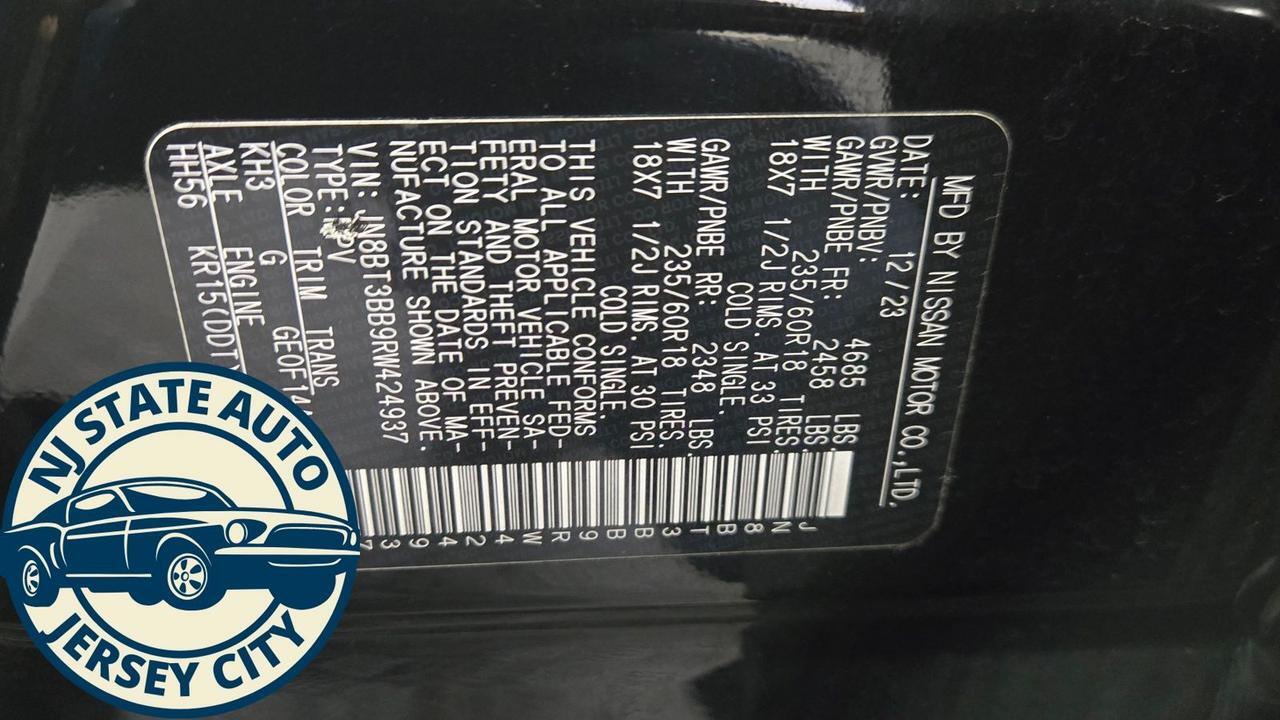 MFD BY NISSAN MOTOR CO.,LTD.
DATE: 12/23
GVWR/PNBV: 4685 LBS.
GAWR/PNBE FR: 2458 LBS.
WITH 235/60R18 TIRES.
18X7 1/2J RIMS. AT 33 PSI
COLD SINGLE.
GAWR/PNBE RR: 2348 LBS.
WITH 235/60R18 TIRES.
18X7 1/2J RIMS. AT 30 PSI
COLD SINGLE.
THIS VEHICLE CONFORMS
TO ALL APPLICABLE FED-
ERAL MOTOR VEHICLE SA-
FETY AND THEFT PREVEN-
TION STANDARDS IN EFF-
ECT ON THE DATE OF MA-
NUFACTURE SHOWN ABOVE.
VIN: JN8BT3BB9RW424937
TYPE: MPV
COLOR TRIM TRANS
KH3 G
AXLE ENGINE
HH56
JN8BT3BB9RW424937
NJ STATE AUTO
JERSEY CITY